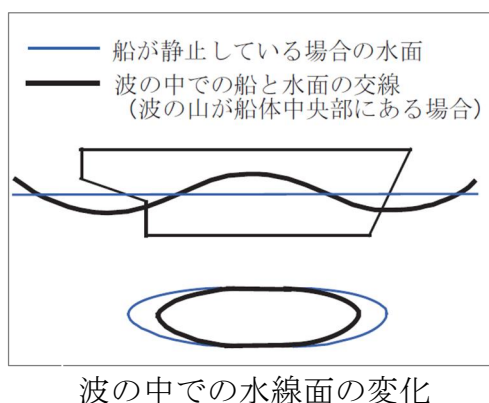 船が静止している場合の水面
波の中での船と水面の交線
（波の山が船体中央部にある場合）
波の中での水線面の変化